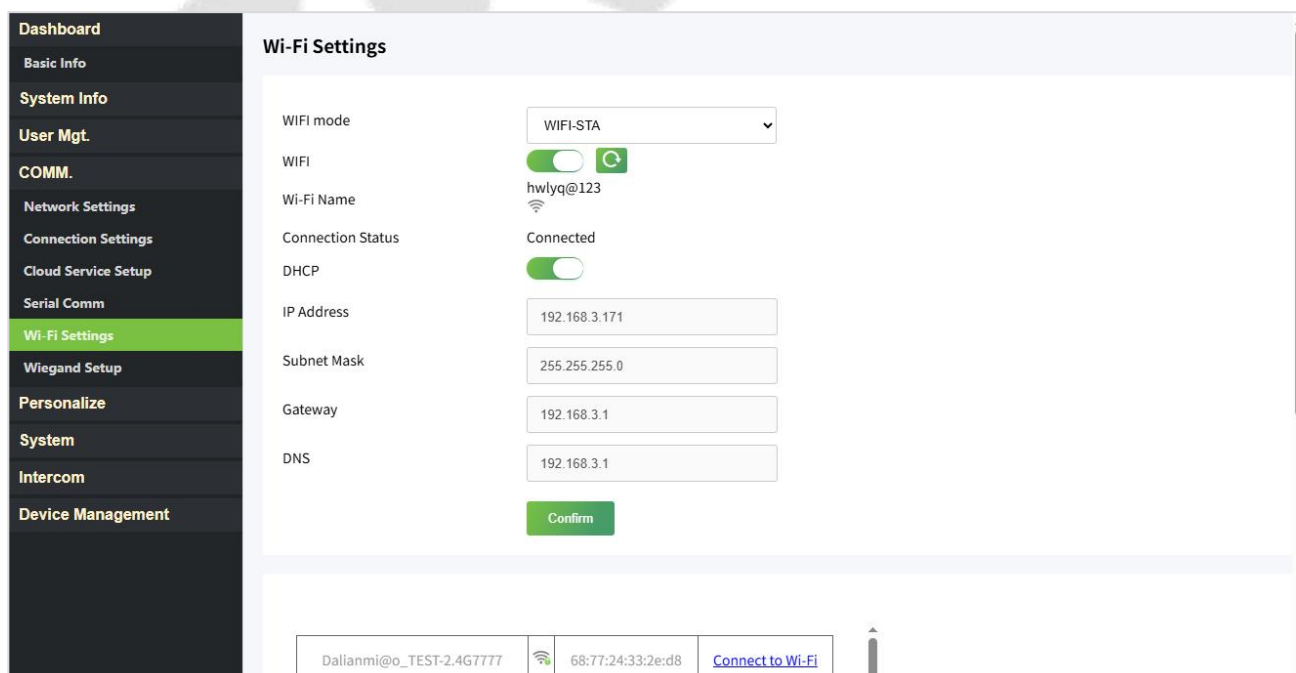 Dashboard
Basic Info
System Info
User Mgt.
COMM.
Network Settings
Connection Settings
Cloud Service Setup
Serial Comm
Wi-Fi Settings
Wiegand Setup
Personalize
System
Intercom
Device Management
Wi-Fi Settings
WIFI mode WIFI-STA
WIFI
Wi-Fi Name hwlyq@123
Connection Status Connected
DHCP
IP Address 192.168.3.171
Subnet Mask 255.255.255.0
Gateway 192.168.3.1
DNS 192.168.3.1
Confirm
Dalianmi@o_TEST-2.4G7777 68:77:24:33:2e:d8 Connect to Wi-Fi